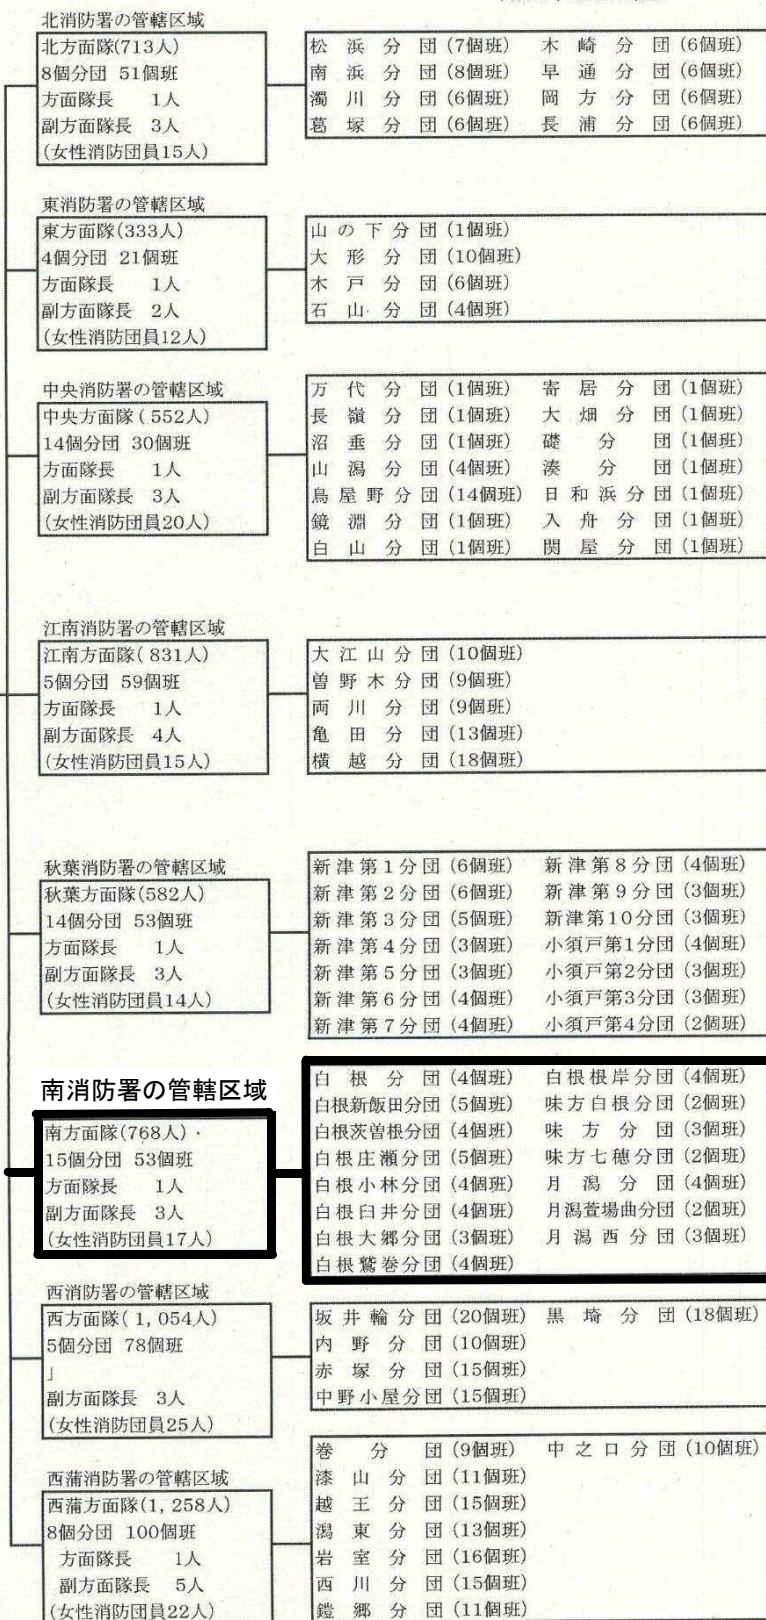 北消防署の管轄区域
北方面隊(713人)
8個分団 51個班
方面隊長 1人
副方面隊長 3人
(女性消防団員15人)
松浜分団(7個班) 木崎分団(6個班)
南浜分団(8個班) 早通分団(6個班)
濁川分団(6個班) 岡方分団(6個班)
葛塚分団(6個班) 長浦分団(6個班)
東消防署の管轄区域
東方面隊(333人)
4個分団 21個班
方面隊長 1人
副方面隊長 2人
(女性消防団員12人)
山の下分団(1個班)
大形分団(10個班)
木戸分団(6個班)
石山分団(4個班)
中央消防署の管轄区域
中央方面隊(552人)
14個分団 30個班
方面隊長 1人
副方面隊長 3人
(女性消防団員20人)
万代分団(1個班) 寄居分団(1個班)
長嶺分団(1個班) 大畑分団(1個班)
沼垂分団(1個班) 礎分団(1個班)
山潟分団(4個班) 湊分団(1個班)
鳥屋野分団(14個班) 日和浜分団(1個班)
鏡淵分団(1個班) 入舟分団(1個班)
白山分団(1個班) 関屋分団(1個班)
江南消防署の管轄区域
江南方面隊(831人)
5個分団 59個班
方面隊長 1人
副方面隊長 4人
(女性消防団員15人)
大江山分団(10個班)
曽野木分団(9個班)
両川分団(9個班)
亀田分団(13個班)
横越分団(18個班)
秋葉消防署の管轄区域
秋葉方面隊(582人)
14個分団 53個班
方面隊長 1人
副方面隊長 3人
(女性消防団員14人)
新津第1分団(6個班) 新津第8分団(4個班)
新津第2分団(6個班) 新津第9分団(3個班)
新津第3分団(5個班) 新津第10分団(3個班)
新津第4分団(3個班) 小須戸第1分団(4個班)
新津第5分団(3個班) 小須戸第2分団(3個班)
新津第6分団(4個班) 小須戸第3分団(3個班)
新津第7分団(4個班) 小須戸第4分団(2個班)
南消防署の管轄区域
南方面隊(768人)
15個分団 53個班
方面隊長 1人
副方面隊長 3人
(女性消防団員17人)
白根分団(4個班) 白根根岸分団(4個班)
白根新飯田分団(5個班) 味方白根分団(2個班)
白根茨曽根分団(4個班) 味方分団(3個班)
白根庄瀬分団(5個班) 味方七穂分団(2個班)
白根小林分団(4個班) 月潟分団(4個班)
白根臼井分団(4個班) 月潟萱場曲分団(2個班)
白根大郷分団(3個班) 月潟西分団(3個班)
白根鷲巻分団(4個班)
西消防署の管轄区域
西方面隊(1,054人)
5個分団 78個班
」
副方面隊長 3人
(女性消防団員25人)
坂井輪分団(20個班) 黒埼分団(18個班)
内野分団(10個班)
赤塚分団(15個班)
中野小屋分団(15個班)
西蒲消防署の管轄区域
西蒲方面隊(1,258人)
8個分団 100個班
方面隊長 1人
副方面隊長 5人
(女性消防団員22人)
巻分団(9個班) 中之口分団(10個班)
漆山分団(11個班)
越王分団(15個班)
潟東分団(13個班)
岩室分団(16個班)
西川分団(15個班)
鎧郷分団(11個班)